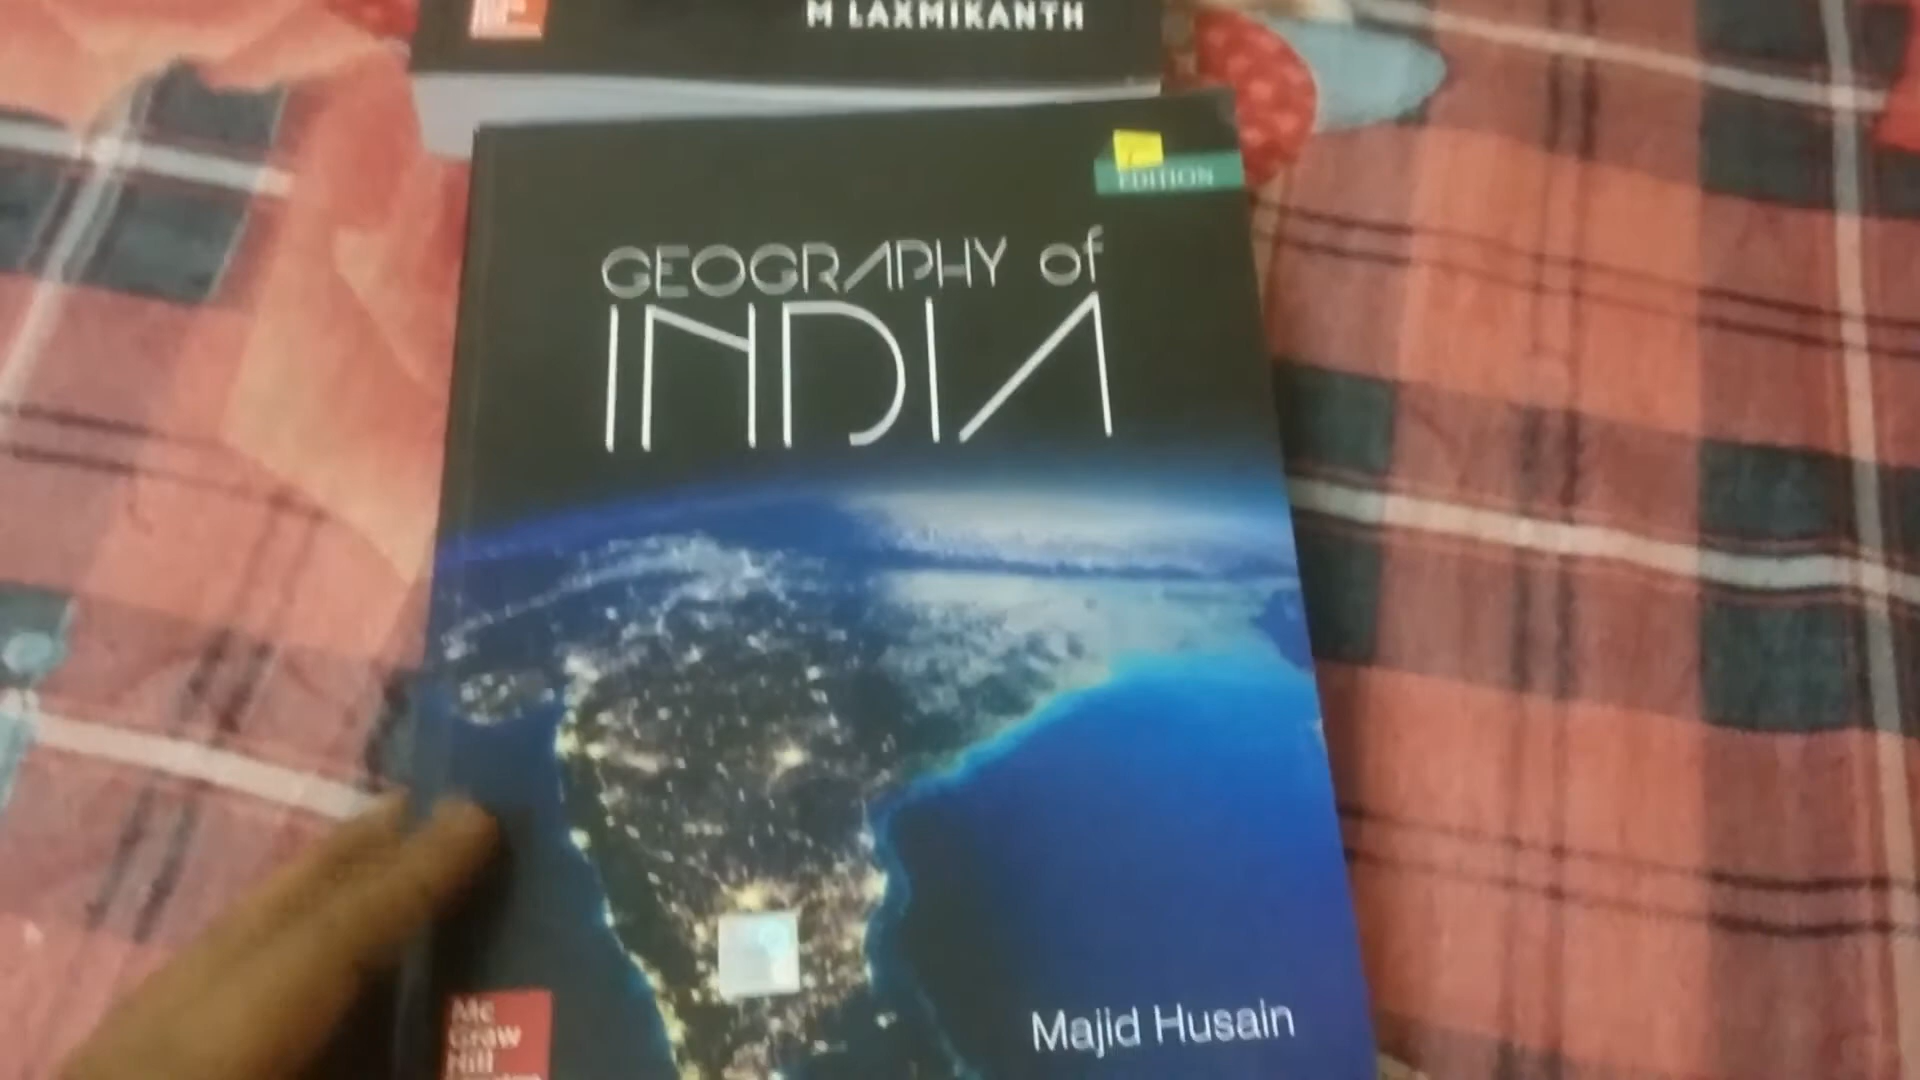 M LAXMIKANTH
EDITION
GEOGRAPHY of
INDIA
Majid Husain
Mc
Graw
Hill